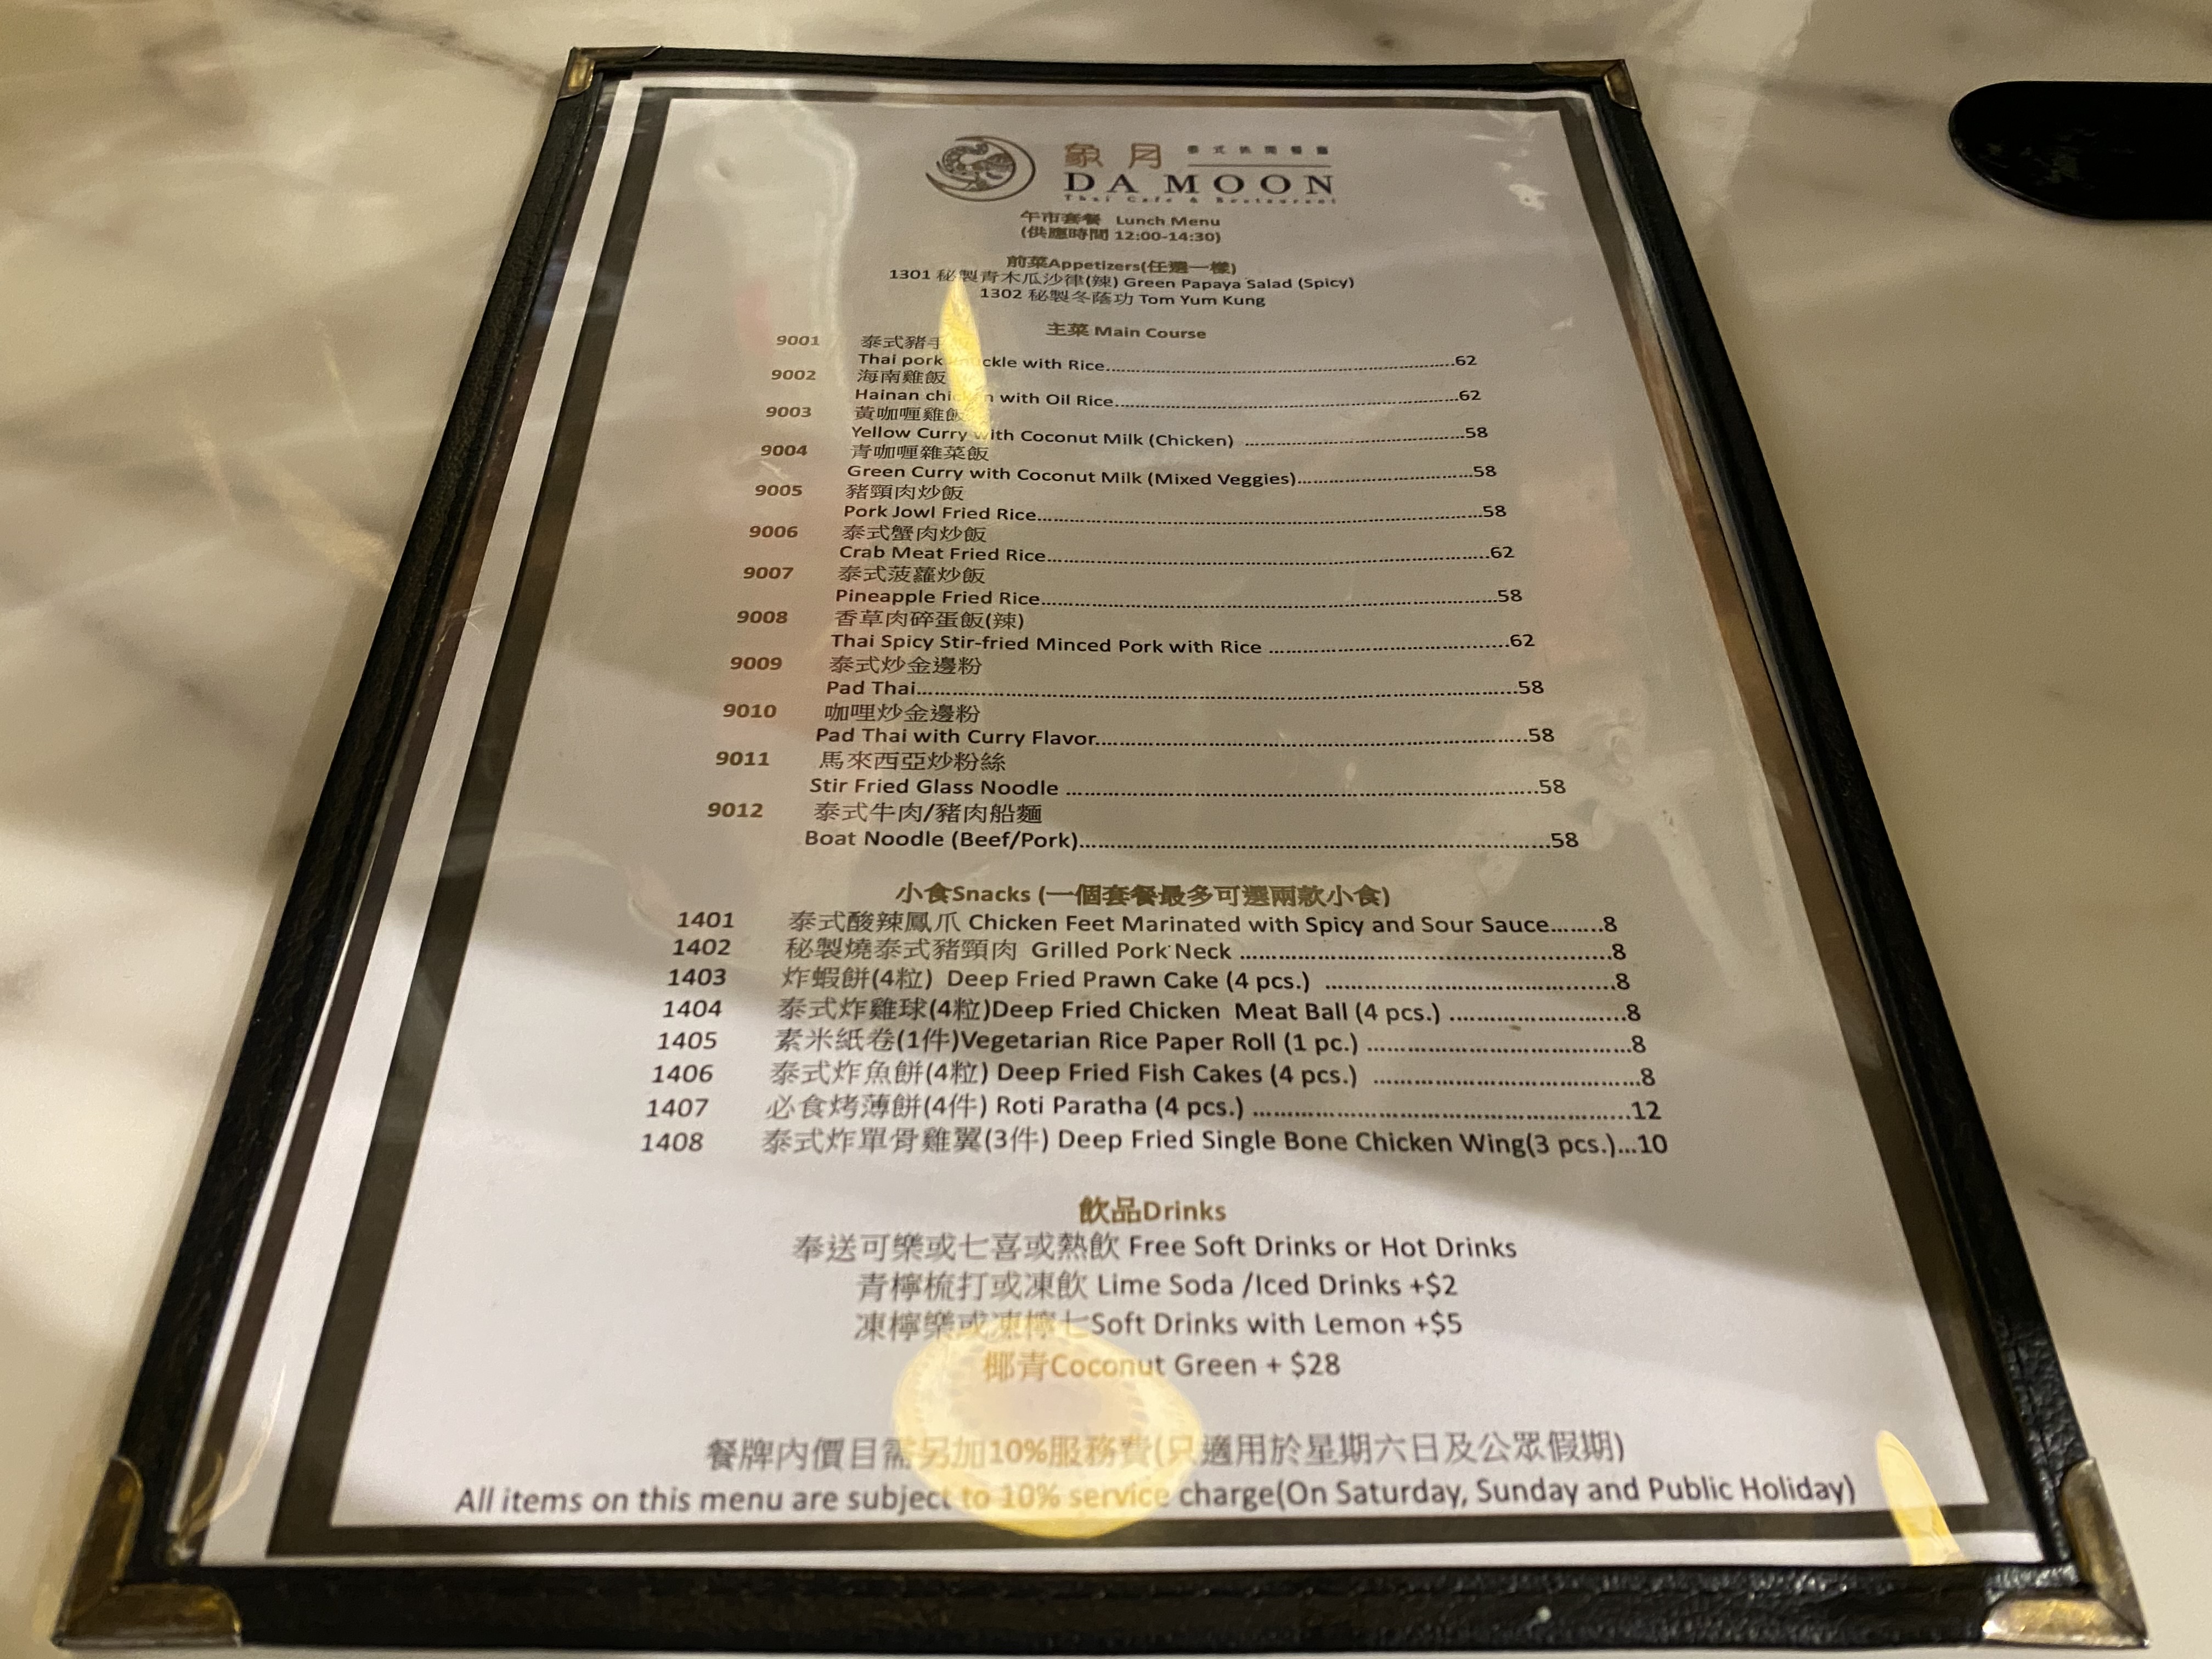 象月 泰式休閒餐廳
DA MOON
Thai Cafe & Restaurant
午市套餐 Lunch Menu
(供應時間 12:00-14:30)
前菜Appetizers(任選一樣)
1301 秘製青木瓜沙律(辣) Green Papaya Salad (Spicy)
1302 秘製冬蔭功 Tom Yum Kung
主菜 Main Course
9001 泰式豬手
Thai pork knuckle with Rice 62
9002 海南雞飯
Hainan chicken with Oil Rice 62
9003 黃咖喱雞飯
Yellow Curry with Coconut Milk (Chicken) 58
9004 青咖喱雜菜飯
Green Curry with Coconut Milk (Mixed Veggies) 58
9005 豬頸肉炒飯
Pork Jowl Fried Rice 58
9006 泰式蟹肉炒飯
Crab Meat Fried Rice 62
9007 泰式菠蘿炒飯
Pineapple Fried Rice 58
9008 香草肉碎蛋飯(辣)
Thai Spicy Stir-fried Minced Pork with Rice 62
9009 泰式炒金邊粉
Pad Thai 58
9010 咖哩炒金邊粉
Pad Thai with Curry Flavor 58
9011 馬來西亞炒粉絲
Stir Fried Glass Noodle 58
9012 泰式牛肉/豬肉船麵
Boat Noodle (Beef/Pork) 58
小食Snacks (一個套餐最多可選兩款小食)
1401 泰式酸辣鳳爪 Chicken Feet Marinated with Spicy and Sour Sauce 8
1402 秘製燒泰式豬頸肉 Grilled Pork Neck 8
1403 炸蝦餅(4粒) Deep Fried Prawn Cake (4 pcs.) 8
1404 泰式炸雞球(4粒)Deep Fried Chicken Meat Ball (4 pcs.) 8
1405 素米紙卷(1件)Vegetarian Rice Paper Roll (1 pc.) 8
1406 泰式炸魚餅(4粒) Deep Fried Fish Cakes (4 pcs.) 8
1407 必食烤薄餅(4件) Roti Paratha (4 pcs.) 12
1408 泰式炸單骨雞翼(3件) Deep Fried Single Bone Chicken Wing(3 pcs.) 10
飲品Drinks
奉送可樂或七喜或熱飲 Free Soft Drinks or Hot Drinks
青檸梳打或凍飲 Lime Soda /Iced Drinks +$2
凍檸樂或凍檸七Soft Drinks with Lemon +$5
椰青Coconut Green + $28
餐牌內價目需另加10%服務費(只適用於星期六日及公眾假期)
All items on this menu are subject to 10% service charge(On Saturday, Sunday and Public Holiday)